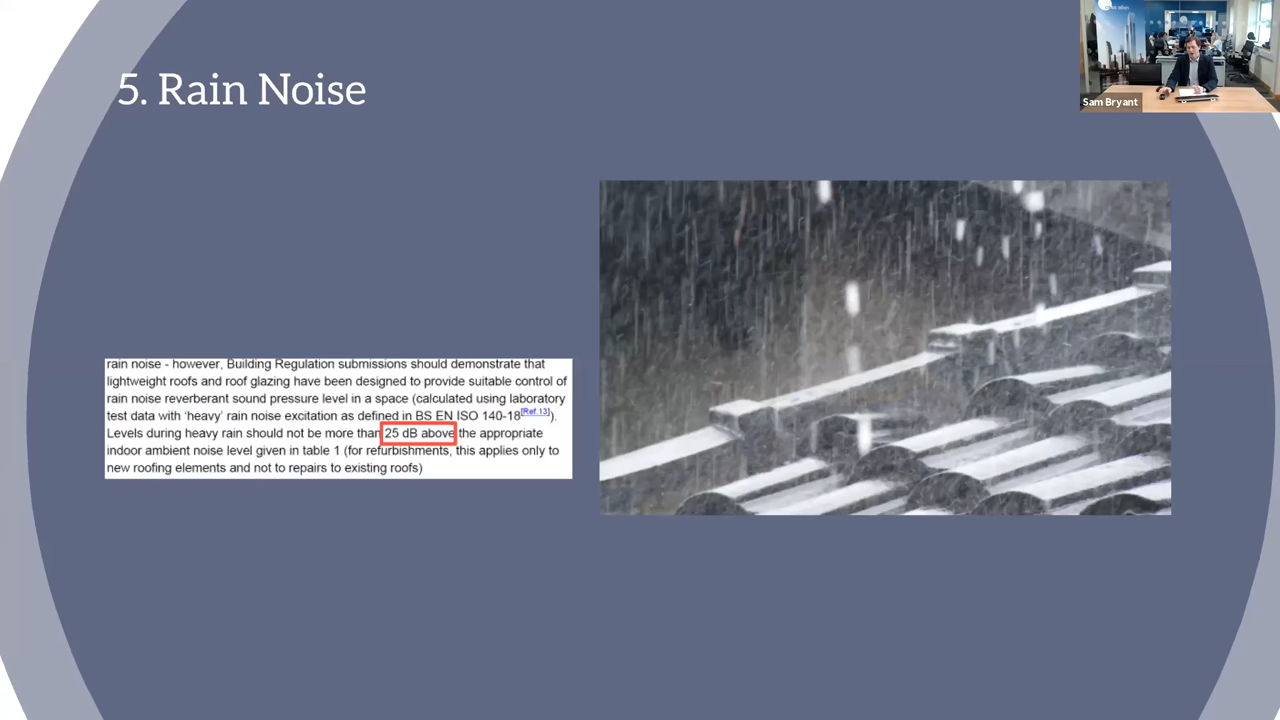 5. Rain Noise
Sam Bryant
rain noise - however, Building Regulation submissions should demonstrate that
lightweight roofs and roof glazing have been designed to provide suitable control of
rain noise reverberant sound pressure level in a space (calculated using laboratory
test data with ‘heavy’ rain noise excitation as defined in BS EN ISO 140-18[Ref.13]).
Levels during heavy rain should not be more than 25 dB above the appropriate
indoor ambient noise level given in table 1 (for refurbishments, this applies only to
new roofing elements and not to repairs to existing roofs)